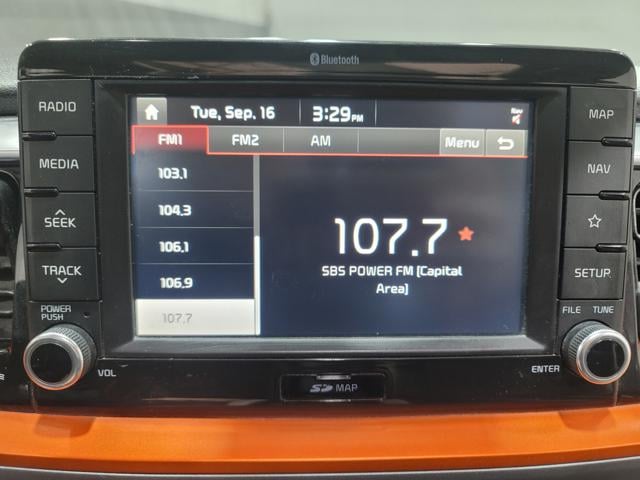 Bluetooth
RADIO
MEDIA
SEEK
TRACK
POWER
PUSH
VOL
Tue, Sep. 16 3:29PM
FM1 FM2 AM Menu
103.1
104.3
106.1
106.9
107.7
107.7
SBS POWER FM [Capital
Area]
MAP
NAV
SETUP
FILE TUNE
ENTER
SD MAP